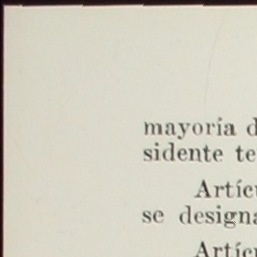 mayoría d
sidente te
Artícu
se designa
Artícu